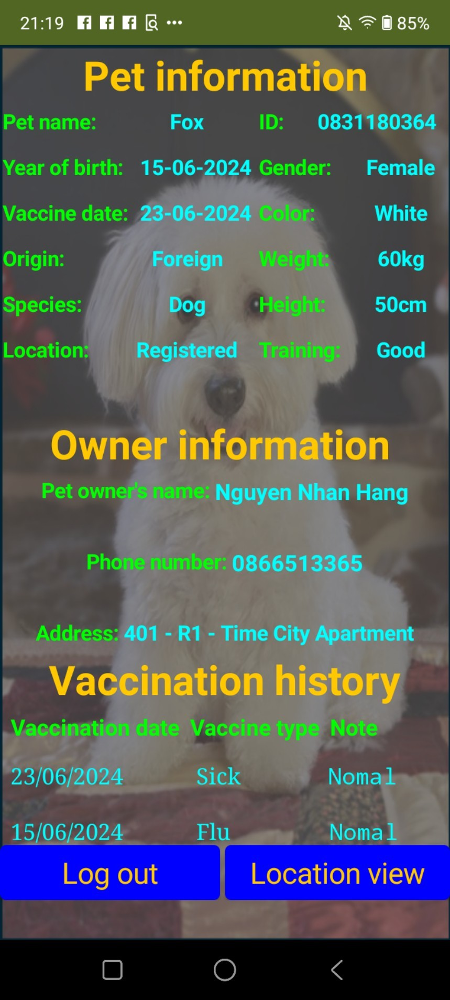 21:19 85%
Pet information
Pet name: Fox ID: 0831180364
Year of birth: 15-06-2024 Gender: Female
Vaccine date: 23-06-2024 Color: White
Origin: Foreign Weight: 60kg
Species: Dog Height: 50cm
Location: Registered Training: Good
Owner information
Pet owner's name: Nguyen Nhan Hang
Phone number: 0866513365
Address: 401 - R1 - Time City Apartment
Vaccination history
Vaccination date Vaccine type Note
23/06/2024 Sick Nomal
15/06/2024 Flu Nomal
Log out Location view